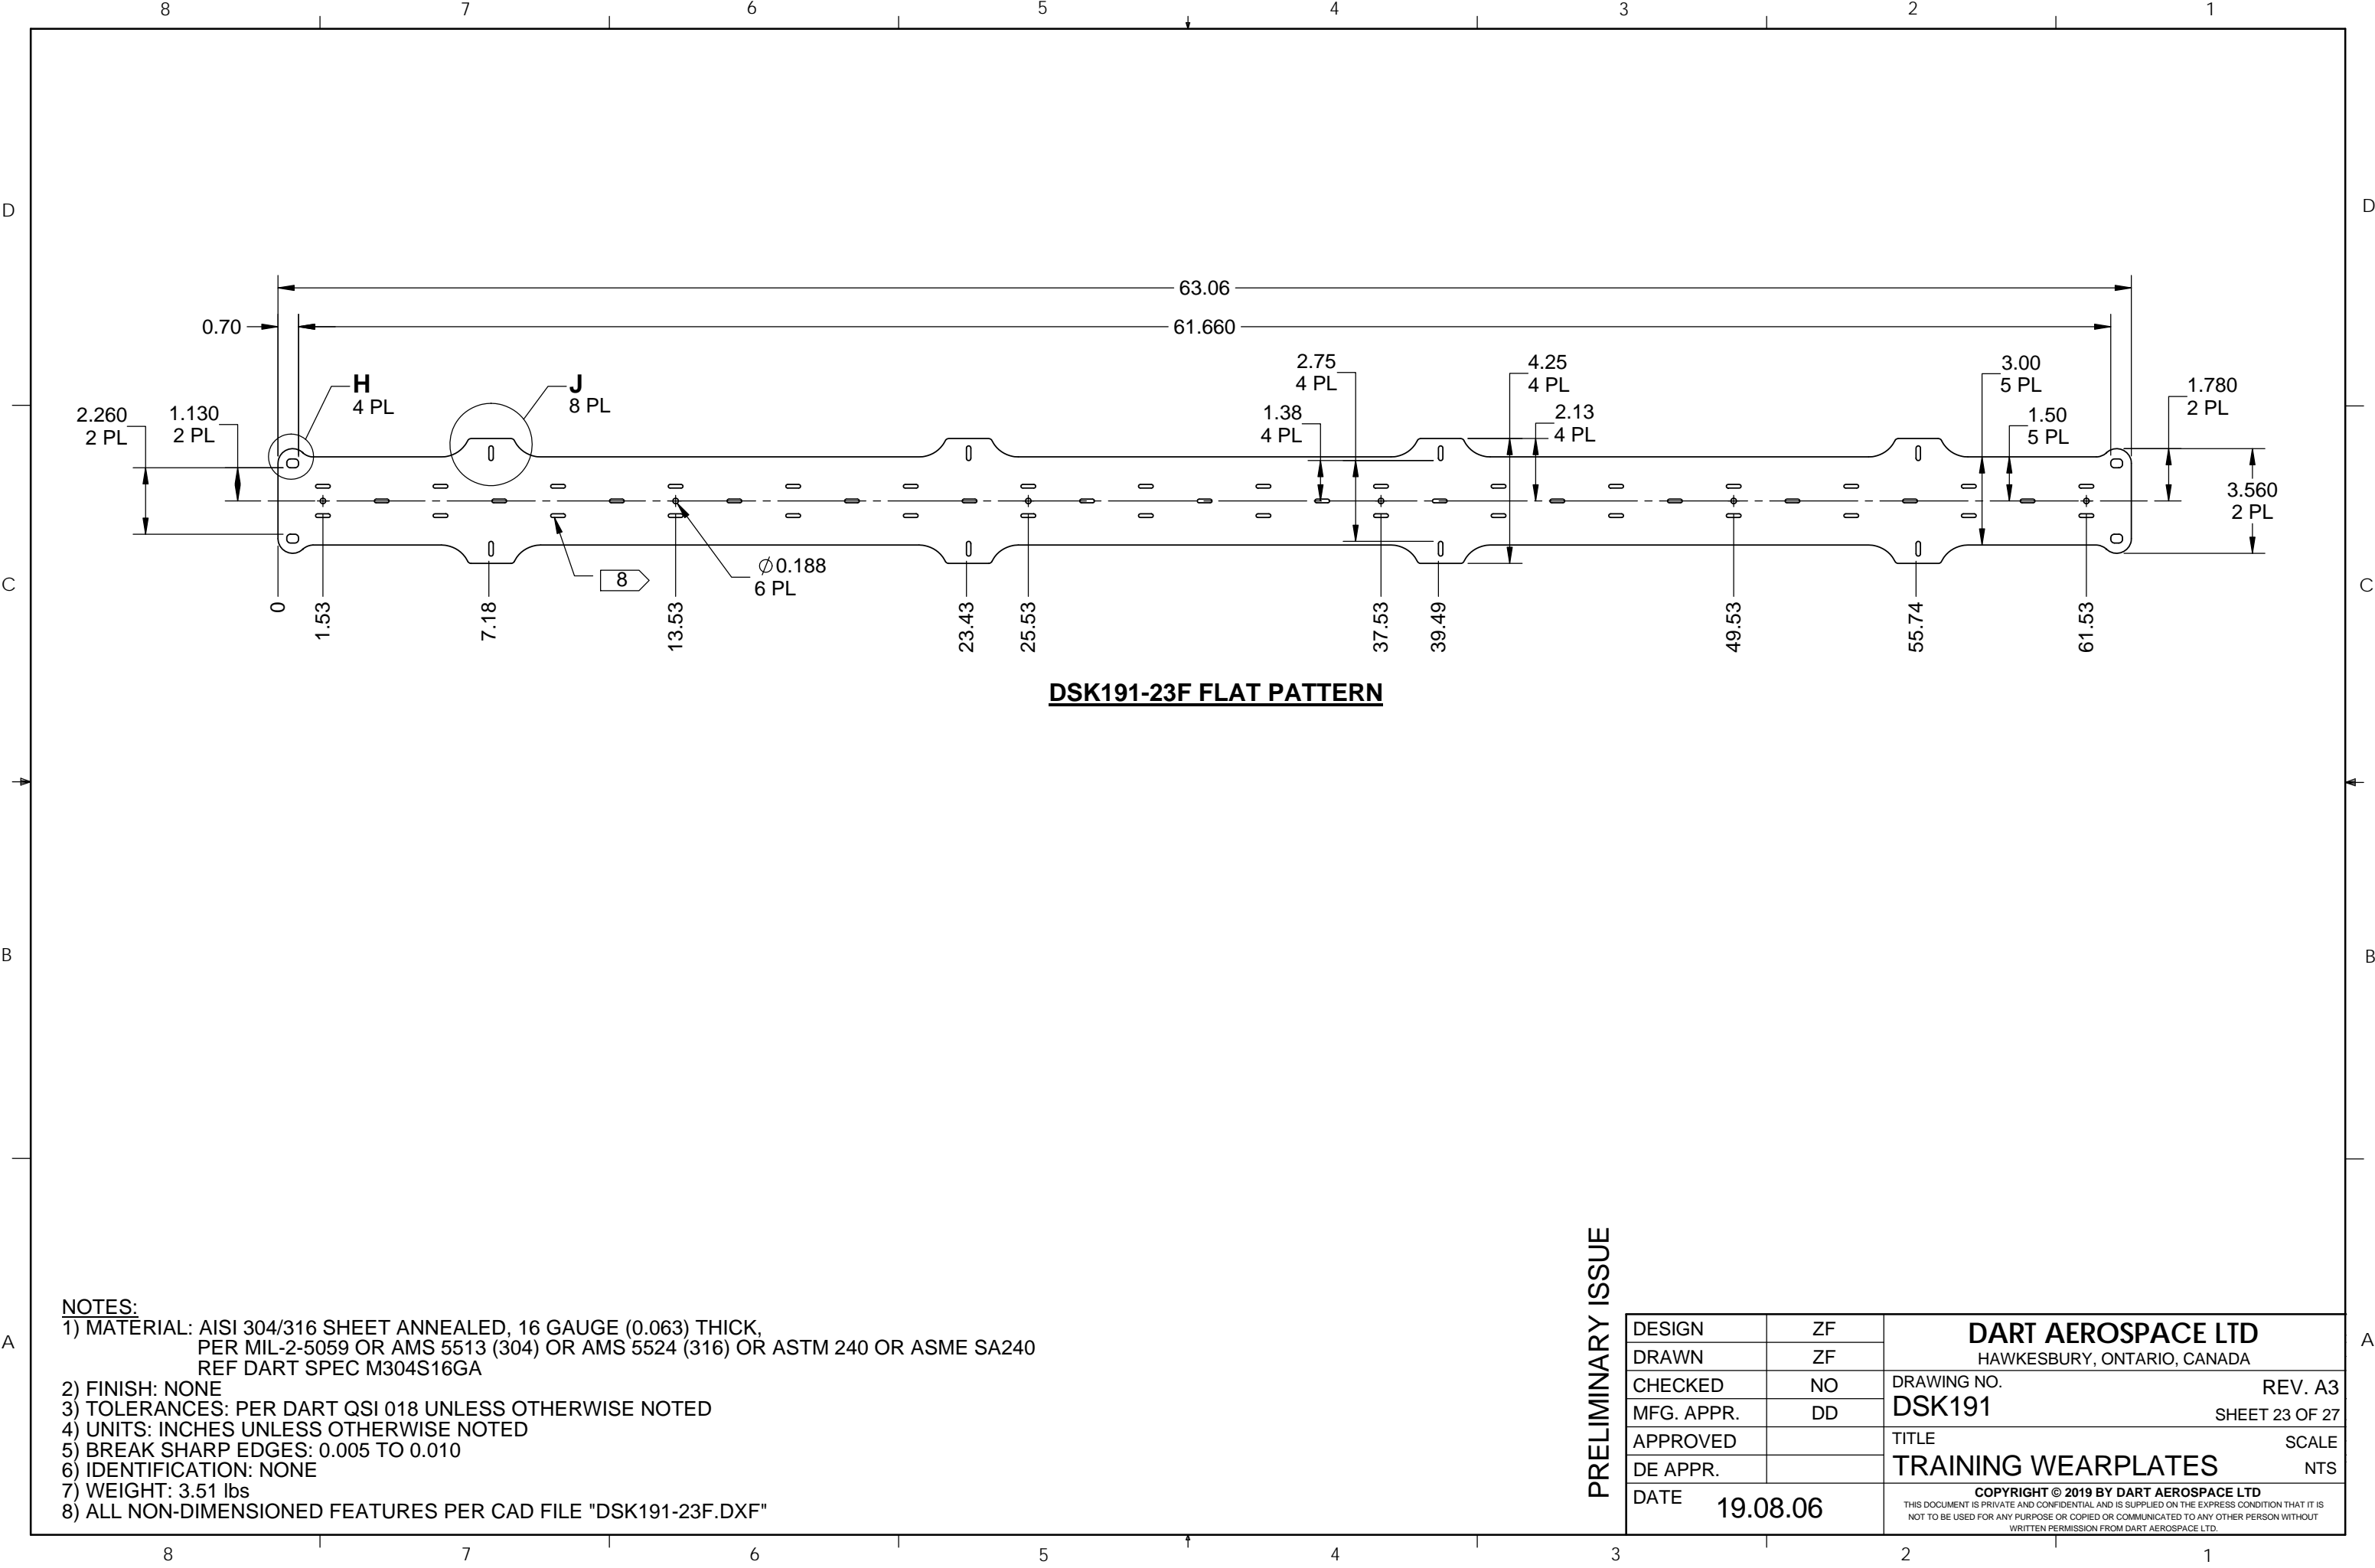 8 7 6 5 4 3 2 1
D D
63.06
0.70 61.660
H
4 PL
J
8 PL
2.75
4 PL
4.25
4 PL
3.00
5 PL
1.780
2 PL
2.260
2 PL
1.130
2 PL
1.38
4 PL
2.13
4 PL
1.50
5 PL
3.560
2 PL
8
Ø0.188
6 PL
C C
0 1.53 7.18 13.53 23.43 25.53 37.53 39.49 49.53 55.74 61.53
DSK191-23F FLAT PATTERN
B B
PRELIMINARY ISSUE
NOTES:
1) MATERIAL: AISI 304/316 SHEET ANNEALED, 16 GAUGE (0.063) THICK,
PER MIL-2-5059 OR AMS 5513 (304) OR AMS 5524 (316) OR ASTM 240 OR ASME SA240
REF DART SPEC M304S16GA
2) FINISH: NONE
3) TOLERANCES: PER DART QSI 018 UNLESS OTHERWISE NOTED
4) UNITS: INCHES UNLESS OTHERWISE NOTED
5) BREAK SHARP EDGES: 0.005 TO 0.010
6) IDENTIFICATION: NONE
7) WEIGHT: 3.51 lbs
8) ALL NON-DIMENSIONED FEATURES PER CAD FILE "DSK191-23F.DXF"
A A
DESIGN ZF
DRAWN ZF
CHECKED NO
MFG. APPR. DD
APPROVED
DE APPR.
DATE 19.08.06
DART AEROSPACE LTD
HAWKESBURY, ONTARIO, CANADA
DRAWING NO. REV. A3
DSK191 SHEET 23 OF 27
TITLE SCALE
TRAINING WEARPLATES NTS
COPYRIGHT © 2019 BY DART AEROSPACE LTD
THIS DOCUMENT IS PRIVATE AND CONFIDENTIAL AND IS SUPPLIED ON THE EXPRESS CONDITION THAT IT IS
NOT TO BE USED FOR ANY PURPOSE OR COPIED OR COMMUNICATED TO ANY OTHER PERSON WITHOUT
WRITTEN PERMISSION FROM DART AEROSPACE LTD.
8 7 6 5 4 3 2 1